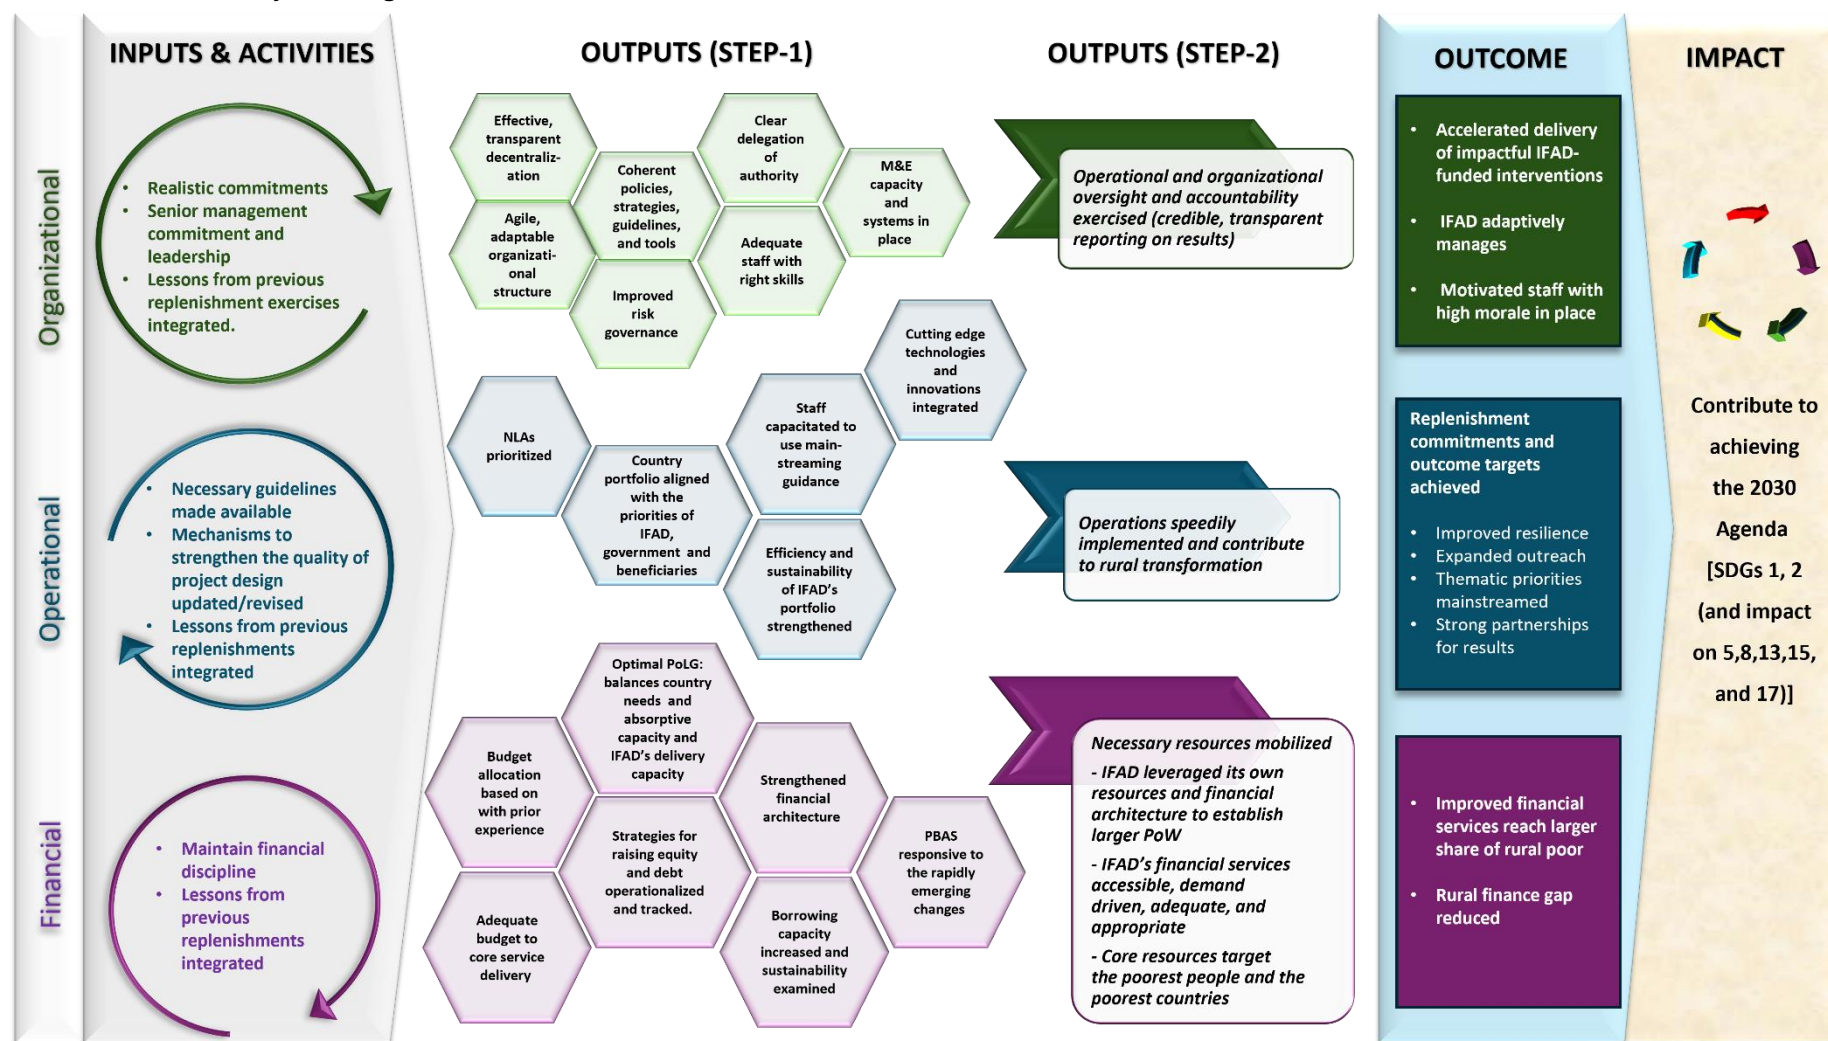 INPUTS & ACTIVITIES
OUTPUTS (STEP-1)
OUTPUTS (STEP-2)
OUTCOME
IMPACT
Organizational
• Realistic commitments
• Senior management
commitment and
leadership
• Lessons from previous
replenishment exercises
integrated.
Effective,
transparent
decentraliz-
ation
Coherent
policies,
strategies,
guidelines,
and tools
Clear
delegation
of
authority
M&E
capacity
and
systems in
place
Agile,
adaptable
organizati-
onal
structure
Improved
risk
governance
Adequate
staff with
right skills
Operational and organizational
oversight and accountability
exercised (credible, transparent
reporting on results)
• Accelerated delivery
of impactful IFAD-
funded interventions
• IFAD adaptively
manages
• Motivated staff with
high morale in place
Operational
• Necessary guidelines
made available
• Mechanisms to
strengthen the quality of
project design
updated/revised
• Lessons from previous
replenishments
integrated
NLAs
prioritized
Country
portfolio aligned
with the
priorities of
IFAD,
government and
beneficiaries
Staff
capacitated to
use main-
streaming
guidance
Cutting edge
technologies
and
innovations
integrated
Efficiency and
sustainability
of IFAD's
portfolio
strengthened
Operations speedily
implemented and contribute
to rural transformation
Replenishment
commitments and
outcome targets
achieved
• Improved resilience
• Expanded outreach
• Thematic priorities
mainstreamed
• Strong partnerships
for results
Financial
• Maintain financial
discipline
• Lessons from
previous
replenishments
integrated
Optimal PoLG:
balances country
needs and
absorptive
capacity and
IFAD's delivery
capacity
Budget
allocation
based on
with prior
experience
Strengthened
financial
architecture
Strategies for
raising equity
and debt
operationalized
and tracked.
PBAS
responsive to
the rapidly
emerging
changes
Adequate
budget to
core service
delivery
Borrowing
capacity
increased and
sustainability
examined
Necessary resources mobilized
- IFAD leveraged its own
resources and financial
architecture to establish
larger PoW
- IFAD's financial services
accessible, demand
driven, adequate, and
appropriate
- Core resources target
the poorest people and the
poorest countries
• Improved financial
services reach larger
share of rural poor
• Rural finance gap
reduced
Contribute to
achieving
the 2030
Agenda
[SDGs 1, 2
(and impact
on 5,8,13,15,
and 17)]